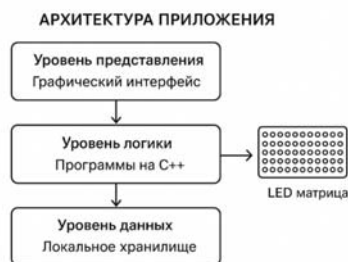 АРХИТЕКТУРА ПРИЛОЖЕНИЯ
Уровень представления
Графический интерфейс
Уровень логики
Программы на C++
LED матрица
Уровень данных
Локальное хранилище